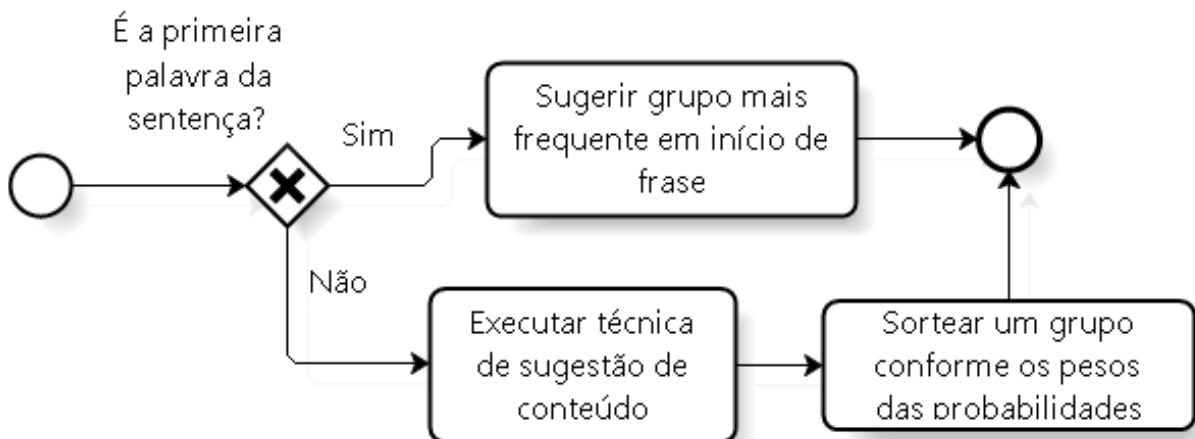 É a primeira
palavra da
sentença?
Sim
Sugerir grupo mais
frequente em início de
frase
Não
Executar técnica
de sugestão de
conteúdo
Sortear um grupo
conforme os pesos
das probabilidades